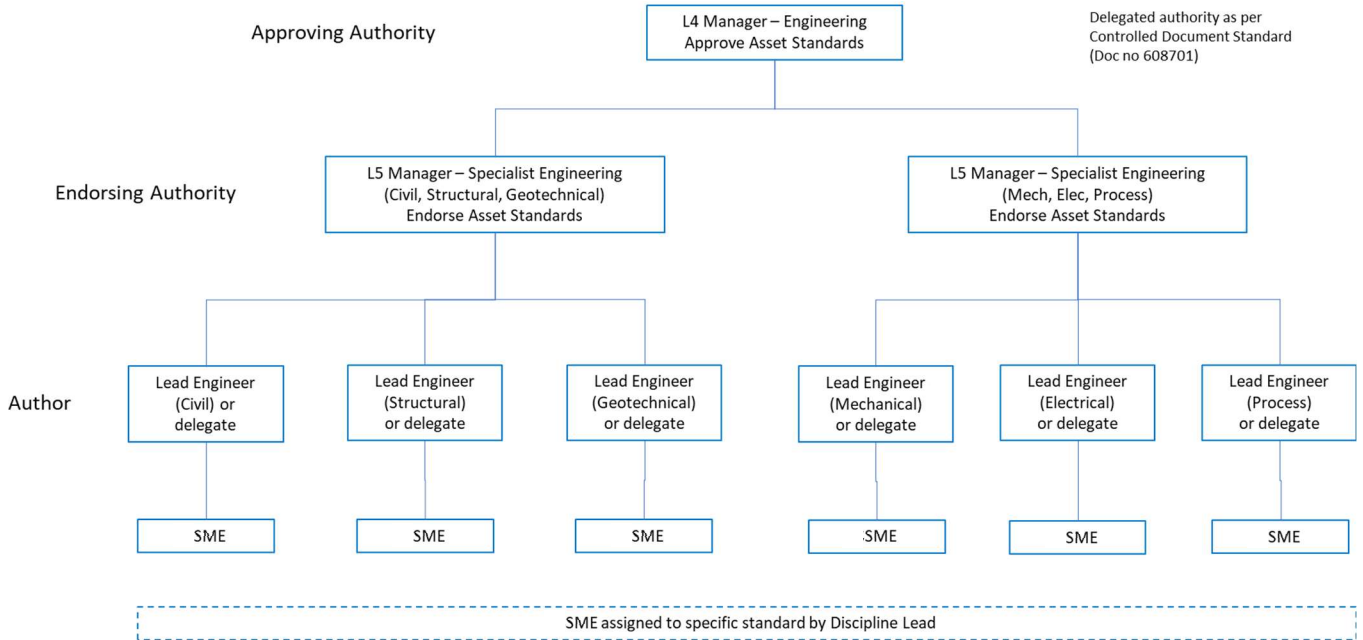 Approving Authority
L4 Manager – Engineering
Approve Asset Standards
Delegated authority as per
Controlled Document Standard
(Doc no 608701)
Endorsing Authority
L5 Manager – Specialist Engineering
(Civil, Structural, Geotechnical)
Endorse Asset Standards
L5 Manager – Specialist Engineering
(Mech, Elec, Process)
Endorse Asset Standards
Author
Lead Engineer
(Civil) or
delegate
Lead Engineer
(Structural)
or delegate
Lead Engineer
(Geotechnical)
or delegate
Lead Engineer
(Mechanical)
or delegate
Lead Engineer
(Electrical)
or delegate
Lead Engineer
(Process)
or delegate
SME
SME
SME
SME
SME
SME
SME assigned to specific standard by Discipline Lead